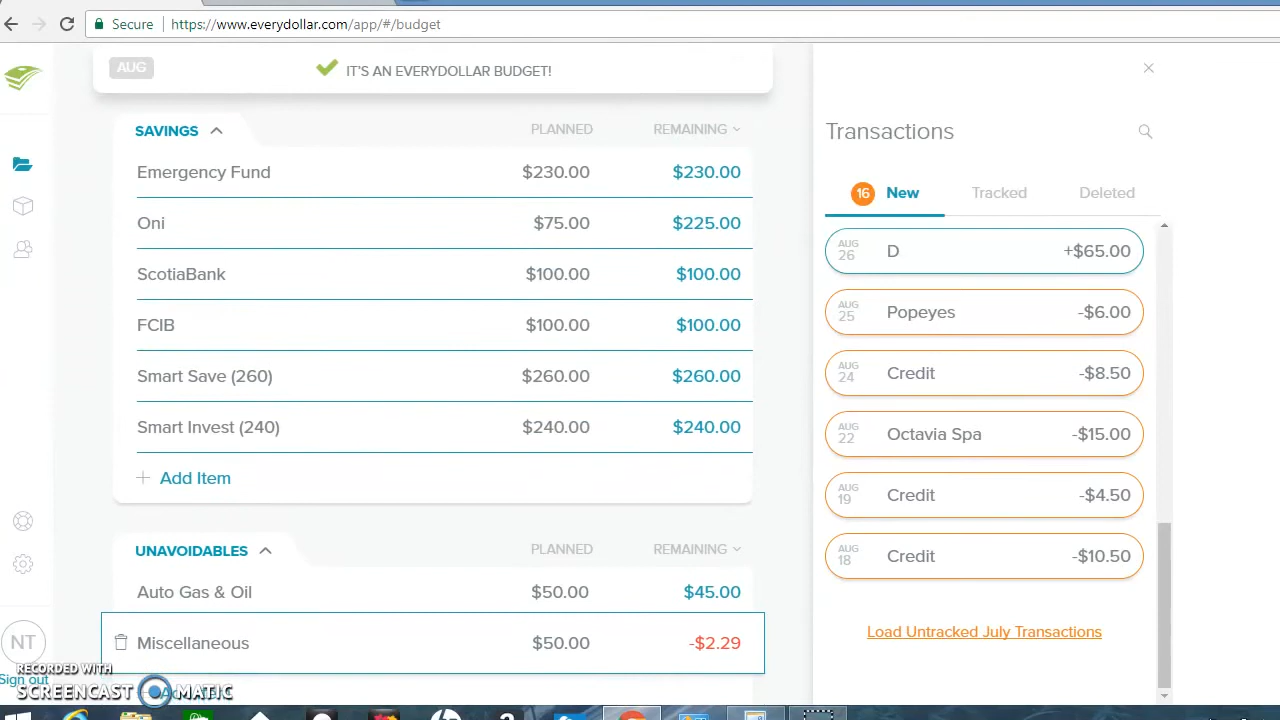 Secure https://www.everydollar.com/app/#/budget
AUG IT'S AN EVERYDOLLAR BUDGET!
SAVINGS PLANNED REMAINING
Emergency Fund $230.00 $230.00
Oni $75.00 $225.00
ScotiaBank $100.00 $100.00
FCIB $100.00 $100.00
Smart Save (260) $260.00 $260.00
Smart Invest (240) $240.00 $240.00
+ Add Item
UNAVOIDABLES PLANNED REMAINING
Auto Gas & Oil $50.00 $45.00
Miscellaneous $50.00 -$2.29
Transactions
16 New Tracked Deleted
AUG 26 D +$65.00
AUG 25 Popeyes -$6.00
AUG 24 Credit -$8.50
AUG 22 Octavia Spa -$15.00
AUG 19 Credit -$4.50
AUG 18 Credit -$10.50
Load Untracked July Transactions
NT
Sign out
RECORDED WITH
SCREENCAST MATIC